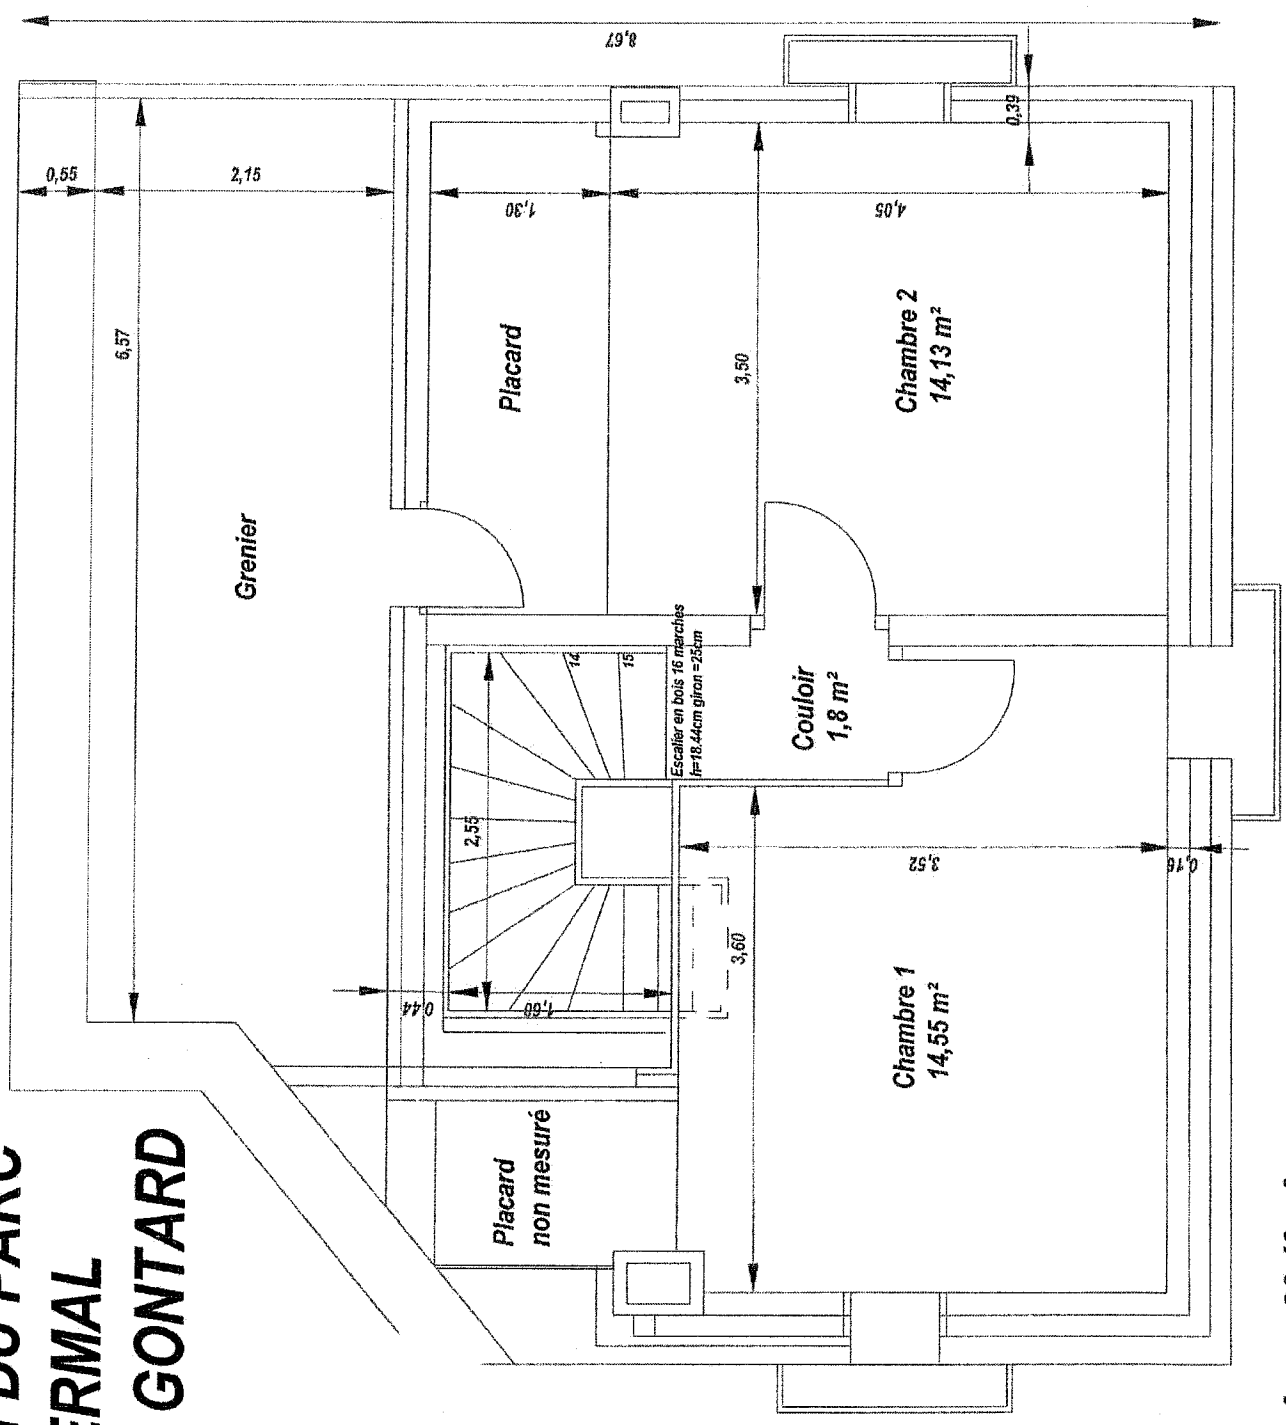 DU PARC
GONTARD
8,67
0,55
2,15
6,57
Grenier
0,39
1,30
4,05
Placard
3,50
Chambre 2
14,13 m²
14
15
Escalier en bois 16 marches
h=18.44cm giron =25cm
Couloir
1,8 m²
2,55
0,44
1,68
3,60
3,52
0,16
Chambre 1
14,55 m²
Placard
non mesuré